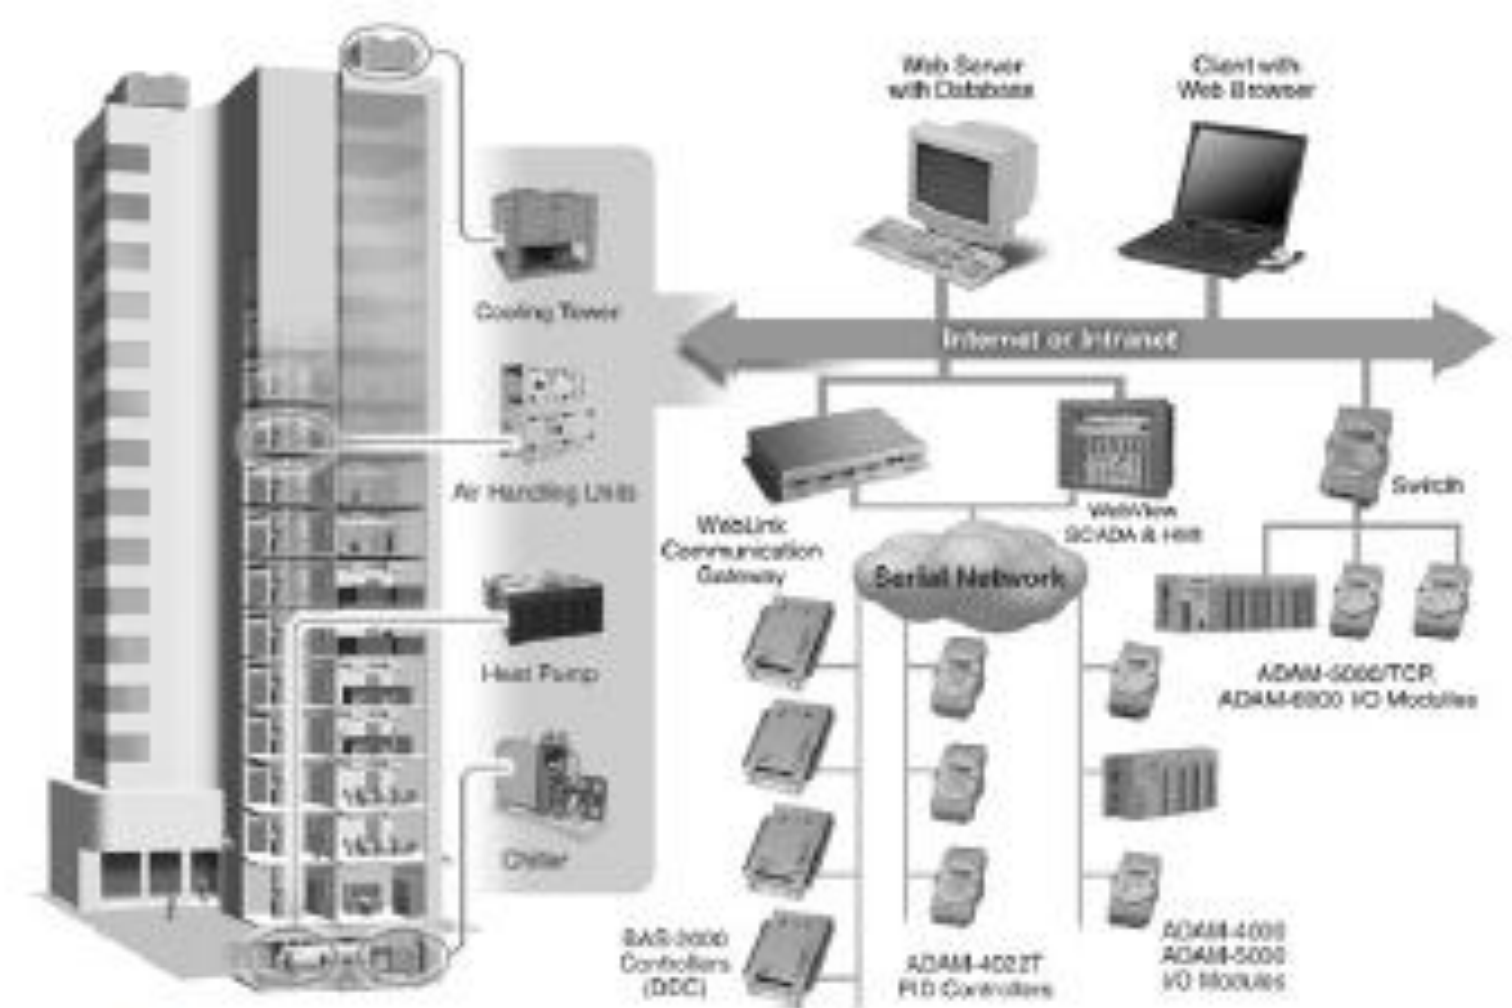 Web Server
with Database
Client with
Web Browser
Cooling Tower
Internet or Intranet
Air Handling Units
Switch
WebLink
Communication
Gateway
WebView
SCADA & HMI
Serial Network
Heat Pump
ADAM-5000/TCP,
ADAM-6000 I/O Modules
Chiller
BAS-3000
Controllers
(DDC)
ADAM-4022T
PID Controllers
ADAM-4000
ADAM-5000
I/O Modules